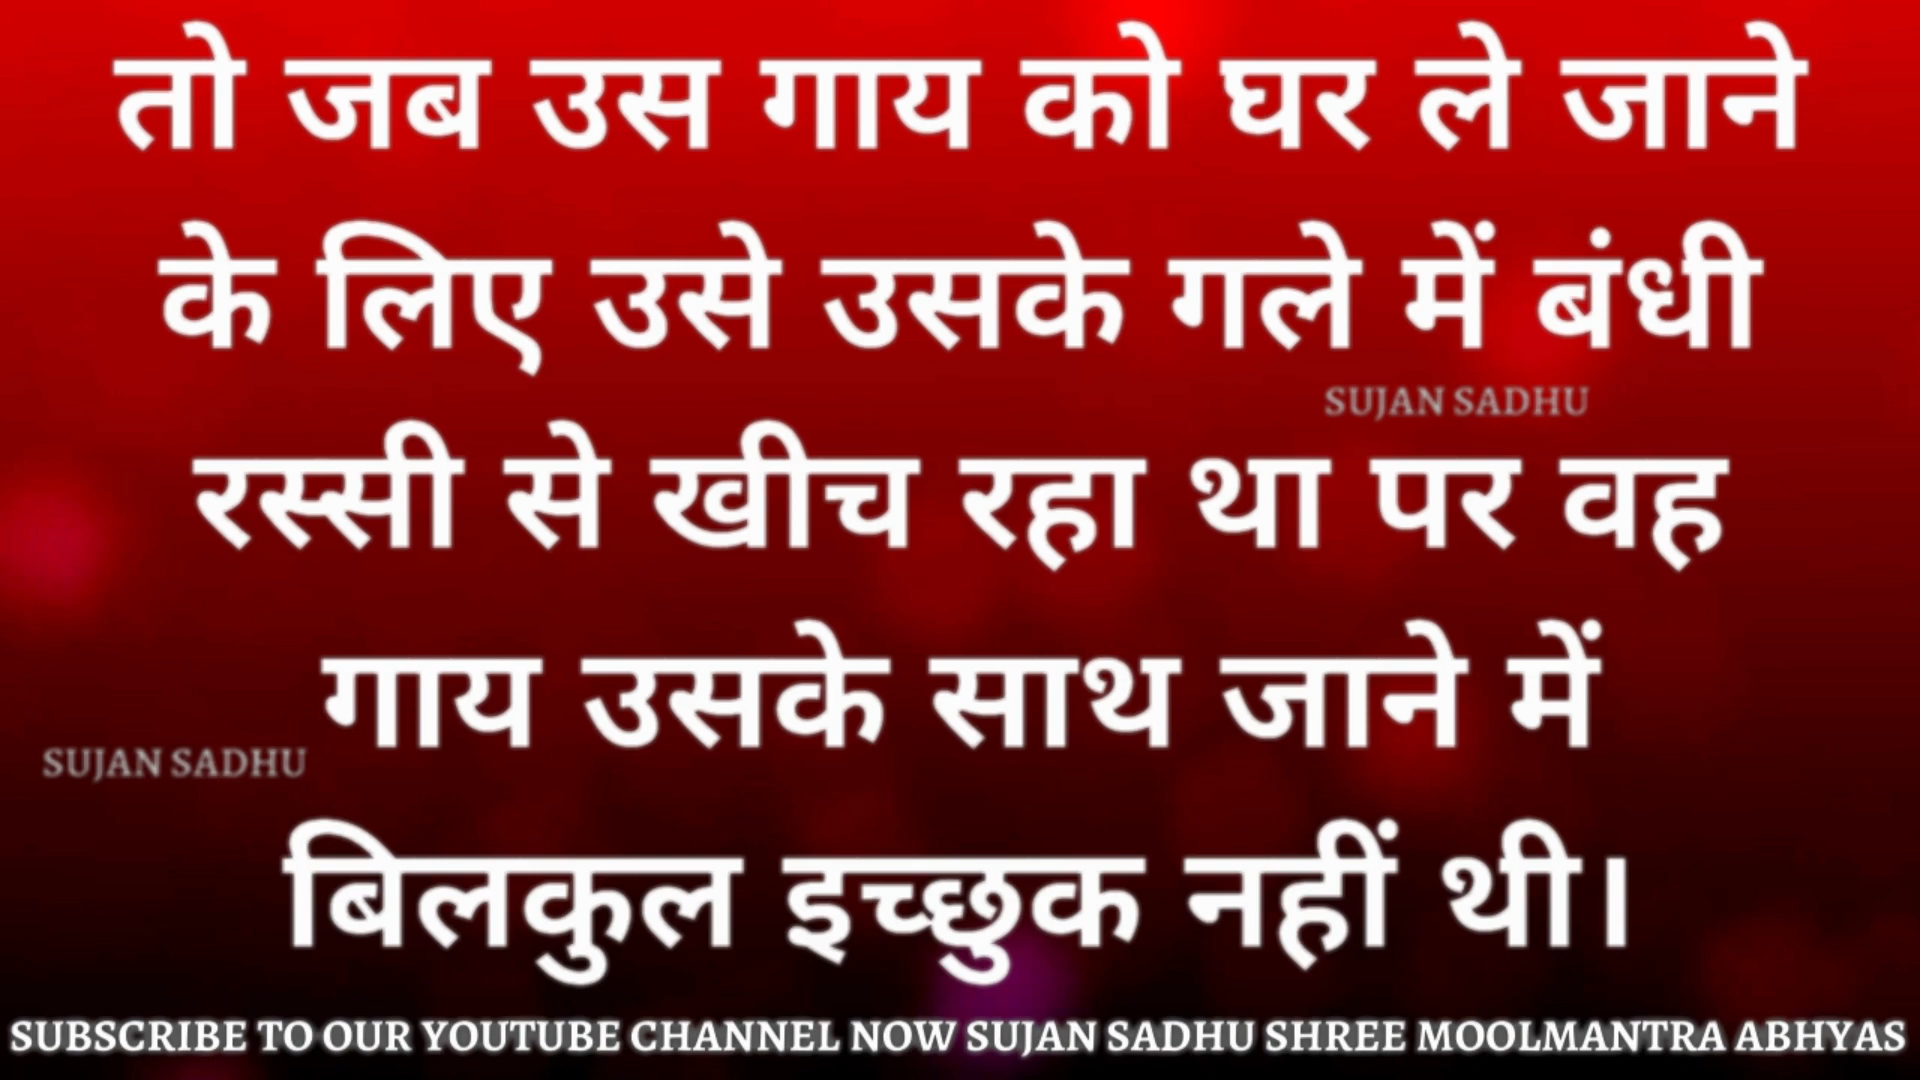 तो जब उस गाय को घर ले जाने
के लिए उसे उसके गले में बंधी
SUJAN SADHU
रस्सी से खीच रहा था पर वह
गाय उसके साथ जाने में
SUJAN SADHU
बिलकुल इच्छुक नहीं थी।
SUBSCRIBE TO OUR YOUTUBE CHANNEL NOW SUJAN SADHU SHREE MOOLMANTRA ABHYAS